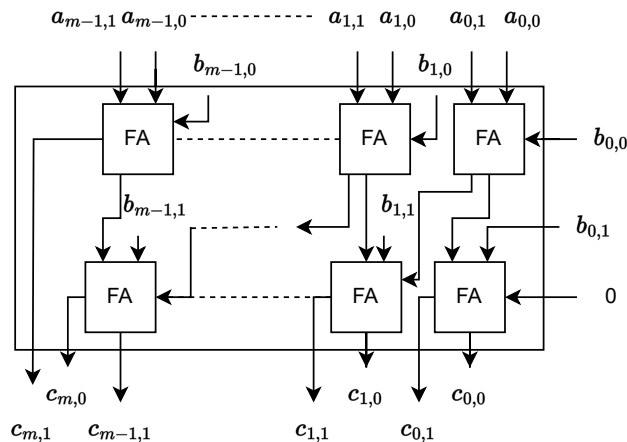 a_{m−1,1} a_{m−1,0} a_{1,1} a_{1,0} a_{0,1} a_{0,0}
b_{m−1,0} b_{1,0}
FA FA FA b_{0,0}
b_{m−1,1} b_{1,1} b_{0,1}
FA FA FA 0
c_{m,0} c_{1,0} c_{0,0}
c_{m,1} c_{m−1,1} c_{1,1} c_{0,1}